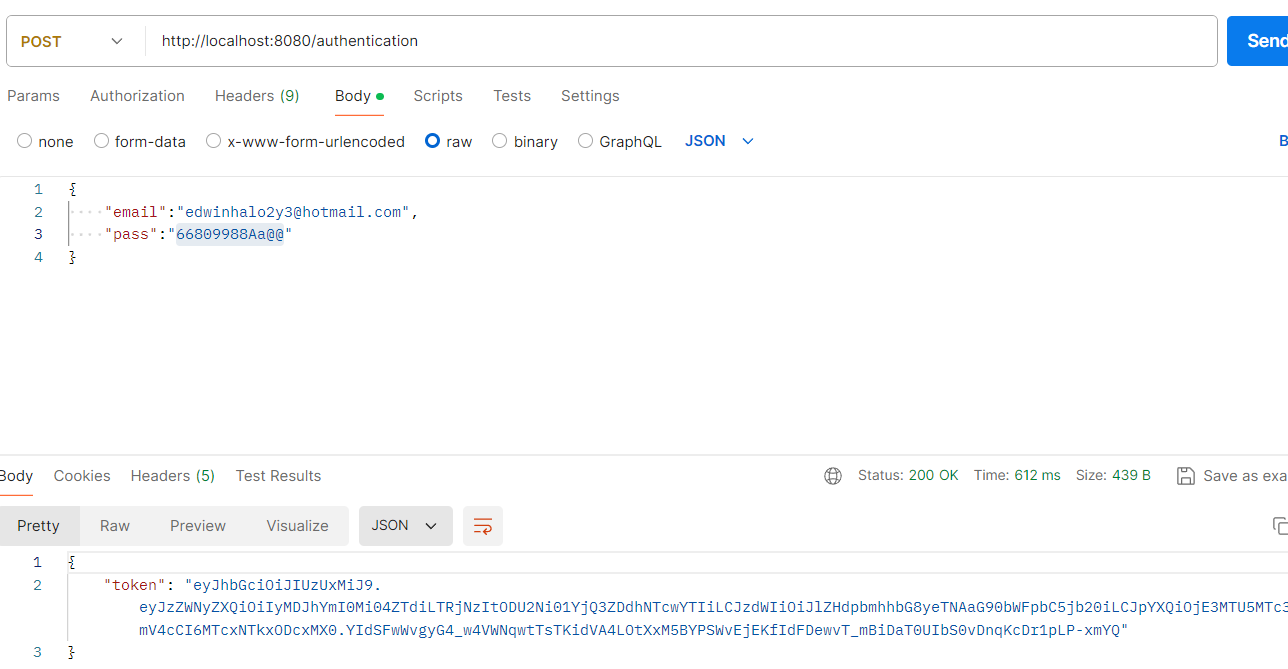 POST http://localhost:8080/authentication Send
Params Authorization Headers (9) Body Scripts Tests Settings
none form-data x-www-form-urlencoded raw binary GraphQL JSON B
1 {
2 "email":"edwinhalo2y3@hotmail.com",
3 "pass":"66809988Aa@@"
4 }
Body Cookies Headers (5) Test Results Status: 200 OK Time: 612 ms Size: 439 B Save as exa
Pretty Raw Preview Visualize JSON
1 {
2 "token": "eyJhbGciOiJIUzUxMiJ9.
eyJzZWNyZXQiOiIyMDJhYmI0Mi04ZTdiLTRjNzItODU2Ni01YjQ3ZDdhNTcwYTIiLCJzdWIiOiJlZHdpbmhhbG8yeTNAaG90bWFpbC5jb20iLCJpYXQiOjE3MTU5MTc3
mV4cCI6MTcxNTkxODcxMX0.YIdSFwWvgyG4_w4VWNqwtTsTKidVA4LOtXxM5BYPSWvEjEKfIdFDewvT_mBiDaT0UIbS0vDnqKcDr1pLP-xmYQ"
3 }